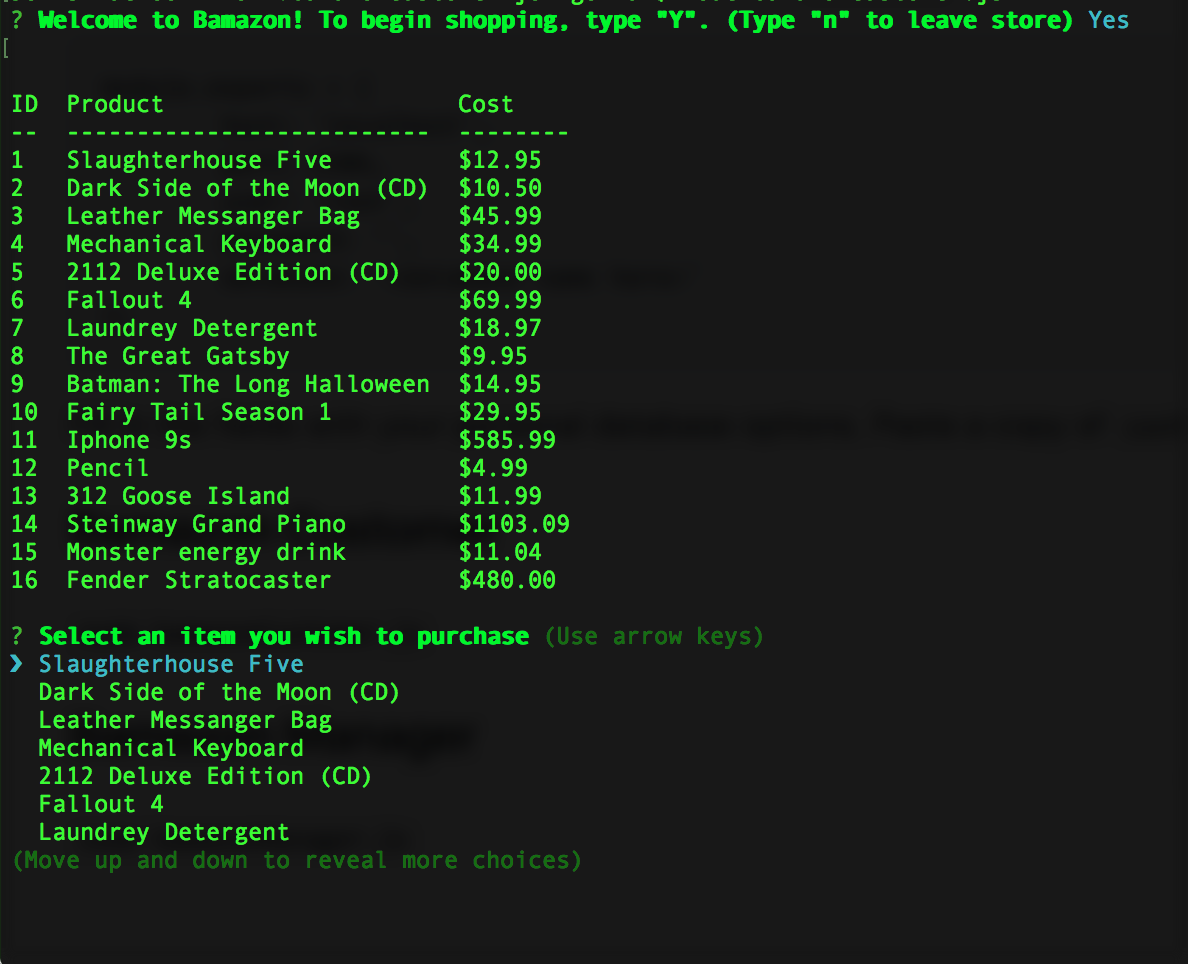 ? Welcome to Bamazon! To begin shopping, type "Y". (Type "n" to leave store) Yes
[
ID  Product                     Cost
--  --------------------------  --------
1   Slaughterhouse Five         $12.95
2   Dark Side of the Moon (CD)  $10.50
3   Leather Messanger Bag       $45.99
4   Mechanical Keyboard         $34.99
5   2112 Deluxe Edition (CD)    $20.00
6   Fallout 4                   $69.99
7   Laundrey Detergent          $18.97
8   The Great Gatsby            $9.95
9   Batman: The Long Halloween  $14.95
10  Fairy Tail Season 1         $29.95
11  Iphone 9s                   $585.99
12  Pencil                      $4.99
13  312 Goose Island            $11.99
14  Steinway Grand Piano        $1103.09
15  Monster energy drink        $11.04
16  Fender Stratocaster         $480.00
? Select an item you wish to purchase (Use arrow keys)
❯ Slaughterhouse Five
  Dark Side of the Moon (CD)
  Leather Messanger Bag
  Mechanical Keyboard
  2112 Deluxe Edition (CD)
  Fallout 4
  Laundrey Detergent
(Move up and down to reveal more choices)